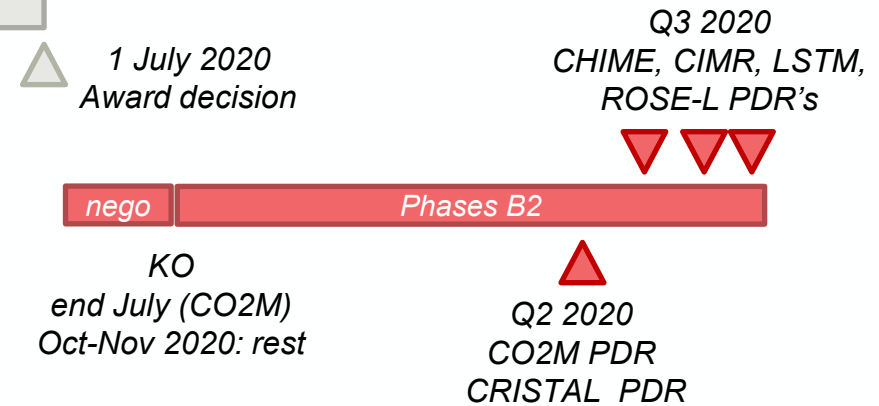 1 July 2020
Award decision
Q3 2020
CHIME, CIMR, LSTM,
ROSE-L PDR's
nego
Phases B2
KO
end July (CO2M)
Oct-Nov 2020: rest
Q2 2020
CO2M PDR
CRISTAL PDR